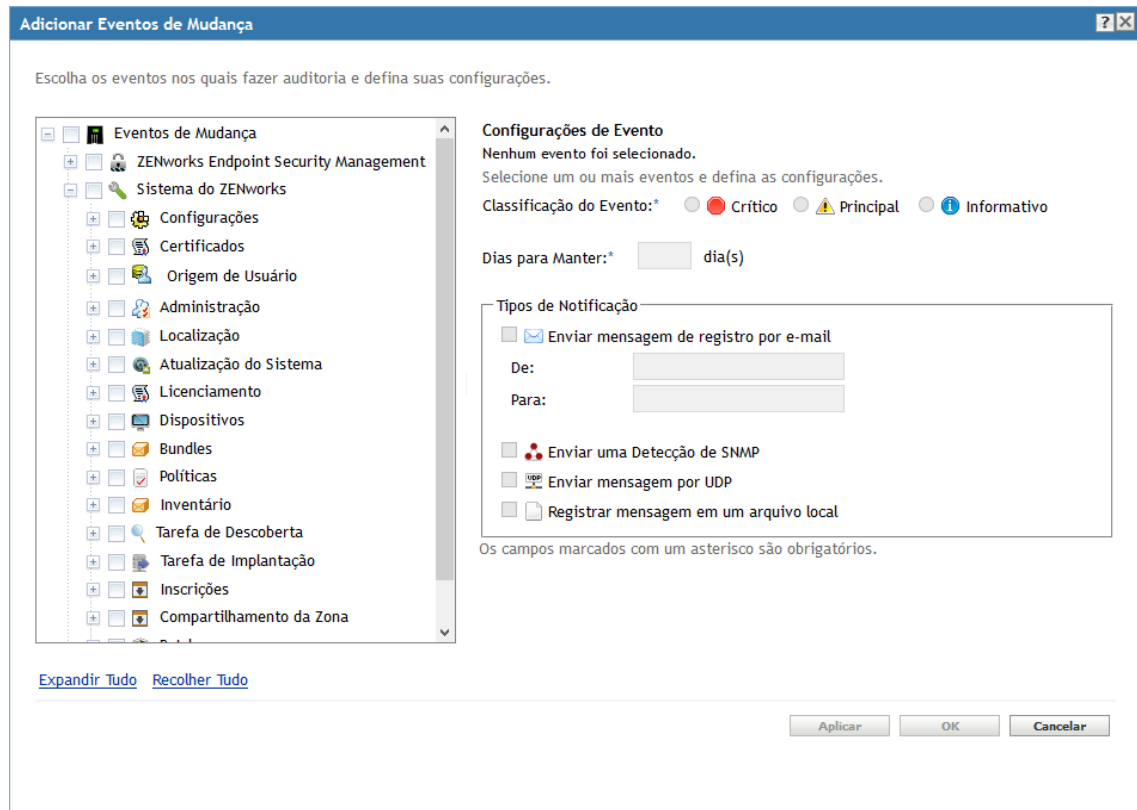 Adicionar Eventos de Mudança
Escolha os eventos nos quais fazer auditoria e defina suas configurações.
Eventos de Mudança
ZENworks Endpoint Security Management
Sistema do ZENworks
Configurações
Certificados
Origem de Usuário
Administração
Localização
Atualização do Sistema
Licenciamento
Dispositivos
Bundles
Políticas
Inventário
Tarefa de Descoberta
Tarefa de Implantação
Inscrições
Compartilhamento da Zona
Expandir Tudo Recolher Tudo
Configurações de Evento
Nenhum evento foi selecionado.
Selecione um ou mais eventos e defina as configurações.
Classificação do Evento:* Crítico Principal Informativo
Dias para Manter:* dia(s)
Tipos de Notificação
Enviar mensagem de registro por e-mail
De:
Para:
Enviar uma Detecção de SNMP
UDP Enviar mensagem por UDP
Registrar mensagem em um arquivo local
Os campos marcados com um asterisco são obrigatórios.
Aplicar OK Cancelar